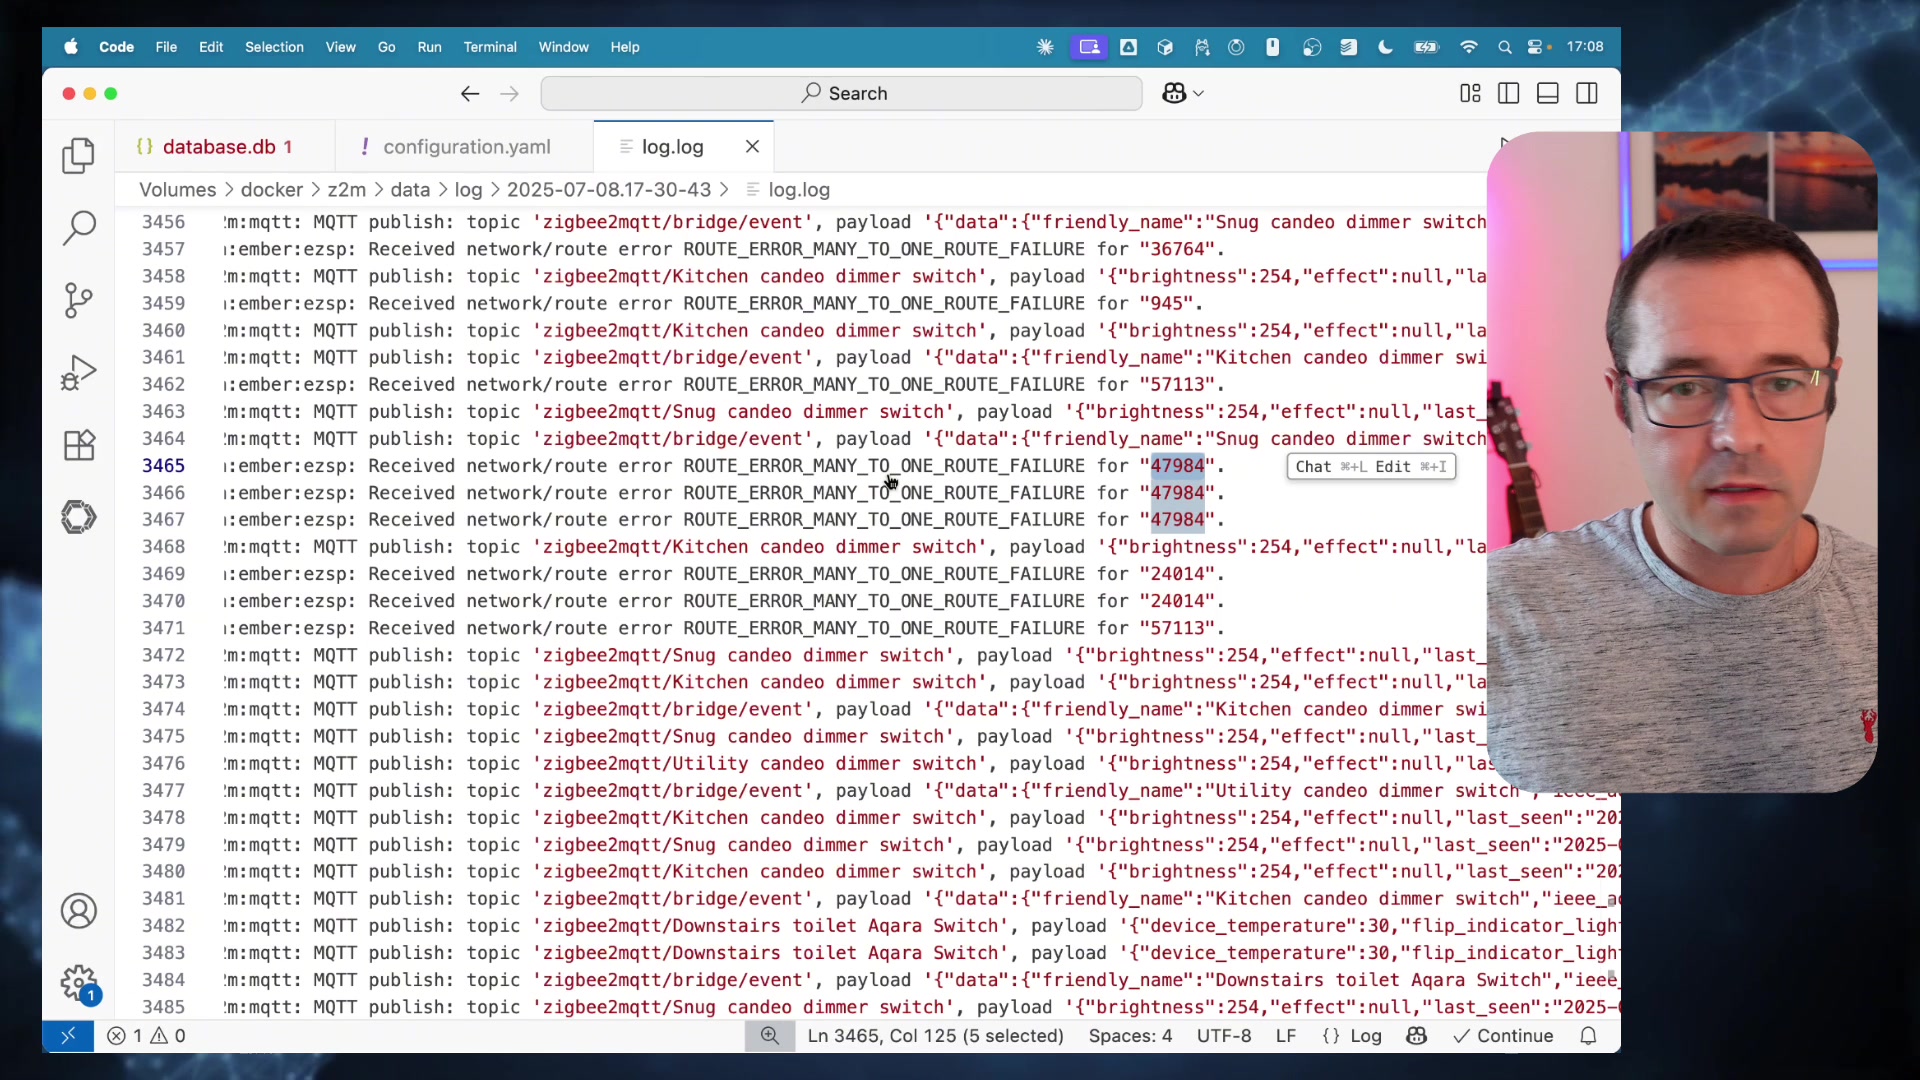 Code File Edit Selection View Go Run Terminal Window Help 17:08
Search
{} database.db 1 ! configuration.yaml log.log
Volumes > docker > z2m > data > log > 2025-07-08.17-30-43 > log.log
3456 m:mqtt: MQTT publish: topic 'zigbee2mqtt/bridge/event', payload '{"data":{"friendly_name":"Snug candeo dimmer switch
3457 :ember:ezsp: Received network/route error ROUTE_ERROR_MANY_TO_ONE_ROUTE_FAILURE for "36764".
3458 m:mqtt: MQTT publish: topic 'zigbee2mqtt/Kitchen candeo dimmer switch', payload '{"brightness":254,"effect":null,"la
3459 :ember:ezsp: Received network/route error ROUTE_ERROR_MANY_TO_ONE_ROUTE_FAILURE for "945".
3460 m:mqtt: MQTT publish: topic 'zigbee2mqtt/Kitchen candeo dimmer switch', payload '{"brightness":254,"effect":null,"la
3461 m:mqtt: MQTT publish: topic 'zigbee2mqtt/bridge/event', payload '{"data":{"friendly_name":"Kitchen candeo dimmer swi
3462 :ember:ezsp: Received network/route error ROUTE_ERROR_MANY_TO_ONE_ROUTE_FAILURE for "57113".
3463 m:mqtt: MQTT publish: topic 'zigbee2mqtt/Snug candeo dimmer switch', payload '{"brightness":254,"effect":null,"last_
3464 m:mqtt: MQTT publish: topic 'zigbee2mqtt/bridge/event', payload '{"data":{"friendly_name":"Snug candeo dimmer switch
3465 :ember:ezsp: Received network/route error ROUTE_ERROR_MANY_TO_ONE_ROUTE_FAILURE for "47984". Chat ⌘+L Edit ⌘+I
3466 :ember:ezsp: Received network/route error ROUTE_ERROR_MANY_TO_ONE_ROUTE_FAILURE for "47984".
3467 :ember:ezsp: Received network/route error ROUTE_ERROR_MANY_TO_ONE_ROUTE_FAILURE for "47984".
3468 m:mqtt: MQTT publish: topic 'zigbee2mqtt/Kitchen candeo dimmer switch', payload '{"brightness":254,"effect":null,"la
3469 :ember:ezsp: Received network/route error ROUTE_ERROR_MANY_TO_ONE_ROUTE_FAILURE for "24014".
3470 :ember:ezsp: Received network/route error ROUTE_ERROR_MANY_TO_ONE_ROUTE_FAILURE for "24014".
3471 :ember:ezsp: Received network/route error ROUTE_ERROR_MANY_TO_ONE_ROUTE_FAILURE for "57113".
3472 m:mqtt: MQTT publish: topic 'zigbee2mqtt/Snug candeo dimmer switch', payload '{"brightness":254,"effect":null,"last_
3473 m:mqtt: MQTT publish: topic 'zigbee2mqtt/Kitchen candeo dimmer switch', payload '{"brightness":254,"effect":null,"la
3474 m:mqtt: MQTT publish: topic 'zigbee2mqtt/bridge/event', payload '{"data":{"friendly_name":"Kitchen candeo dimmer swi
3475 m:mqtt: MQTT publish: topic 'zigbee2mqtt/Snug candeo dimmer switch', payload '{"brightness":254,"effect":null,"last_
3476 m:mqtt: MQTT publish: topic 'zigbee2mqtt/Utility candeo dimmer switch', payload '{"brightness":254,"effect":null,"la
3477 m:mqtt: MQTT publish: topic 'zigbee2mqtt/bridge/event', payload '{"data":{"friendly_name":"Utility candeo dimmer switch","ieee_a
3478 m:mqtt: MQTT publish: topic 'zigbee2mqtt/Kitchen candeo dimmer switch', payload '{"brightness":254,"effect":null,"last_seen":"202
3479 m:mqtt: MQTT publish: topic 'zigbee2mqtt/Snug candeo dimmer switch', payload '{"brightness":254,"effect":null,"last_seen":"2025-
3480 m:mqtt: MQTT publish: topic 'zigbee2mqtt/Kitchen candeo dimmer switch', payload '{"brightness":254,"effect":null,"last_seen":"202
3481 m:mqtt: MQTT publish: topic 'zigbee2mqtt/bridge/event', payload '{"data":{"friendly_name":"Kitchen candeo dimmer switch","ieee_a
3482 m:mqtt: MQTT publish: topic 'zigbee2mqtt/Downstairs toilet Aqara Switch', payload '{"device_temperature":30,"flip_indicator_ligh
3483 m:mqtt: MQTT publish: topic 'zigbee2mqtt/Downstairs toilet Aqara Switch', payload '{"device_temperature":30,"flip_indicator_ligh
3484 m:mqtt: MQTT publish: topic 'zigbee2mqtt/bridge/event', payload '{"data":{"friendly_name":"Downstairs toilet Aqara Switch","ieee
3485 m:mqtt: MQTT publish: topic 'zigbee2mqtt/Snug candeo dimmer switch', payload '{"brightness":254,"effect":null,"last_seen":"2025-
1
1 0 Ln 3465, Col 125 (5 selected) Spaces: 4 UTF-8 LF {} Log Continue